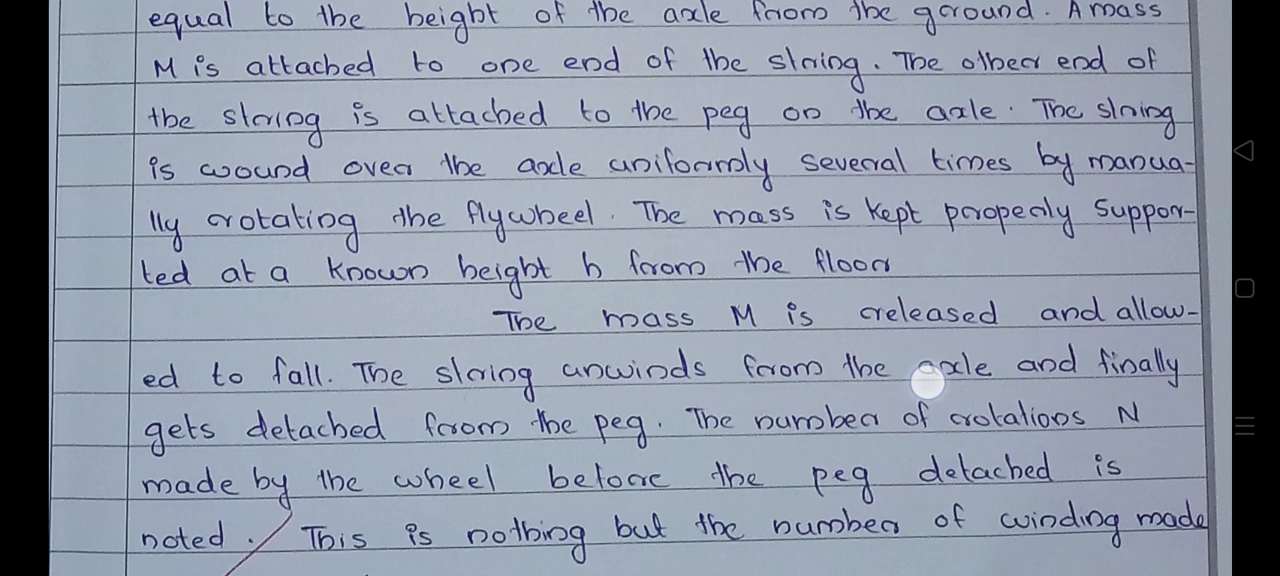 equal to the height of the axle from the ground. A mass
M is attached to one end of the string. The other end of
the string is attached to the peg on the axle. The string
is wound over the axle uniformly several times by manua-
lly rotating the flywheel. The mass is kept properly suppor-
ted at a known height h from the floor
The mass M is released and allow-
ed to fall. The string unwinds from the axle and finally
gets detached from the peg. The number of rotations N
made by the wheel before the peg detached is
noted. This is nothing but the number of winding made